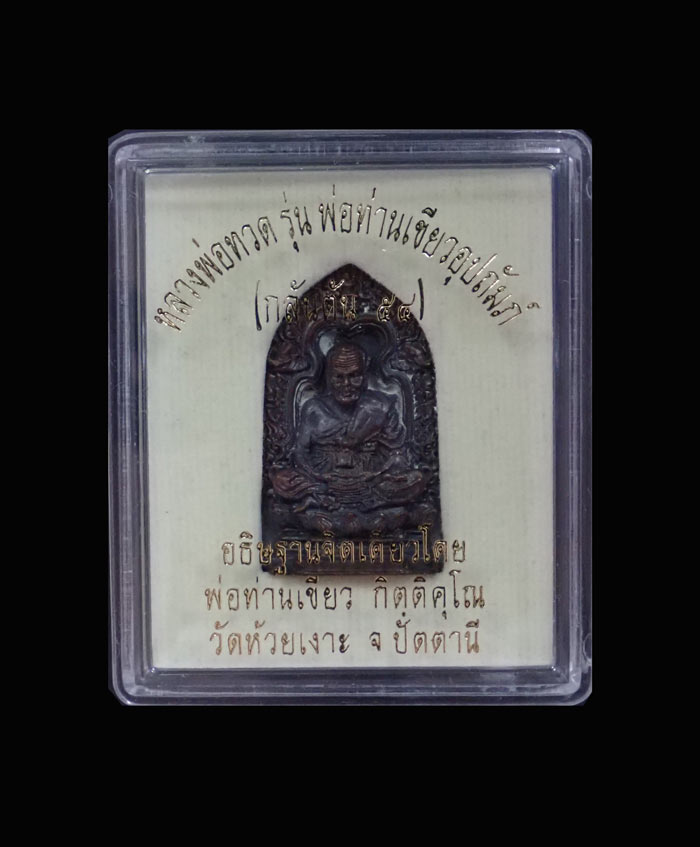 หลวงพ่อทวด รุ่น พ่อท่านเขียวอุปถัมภ์
(กลั่นตัน ๕๔)
อธิษฐานจิตเดียวโดย
พ่อท่านเขียว กิตติคุโณ
วัดห้วยเงาะ จ ปัตตานี